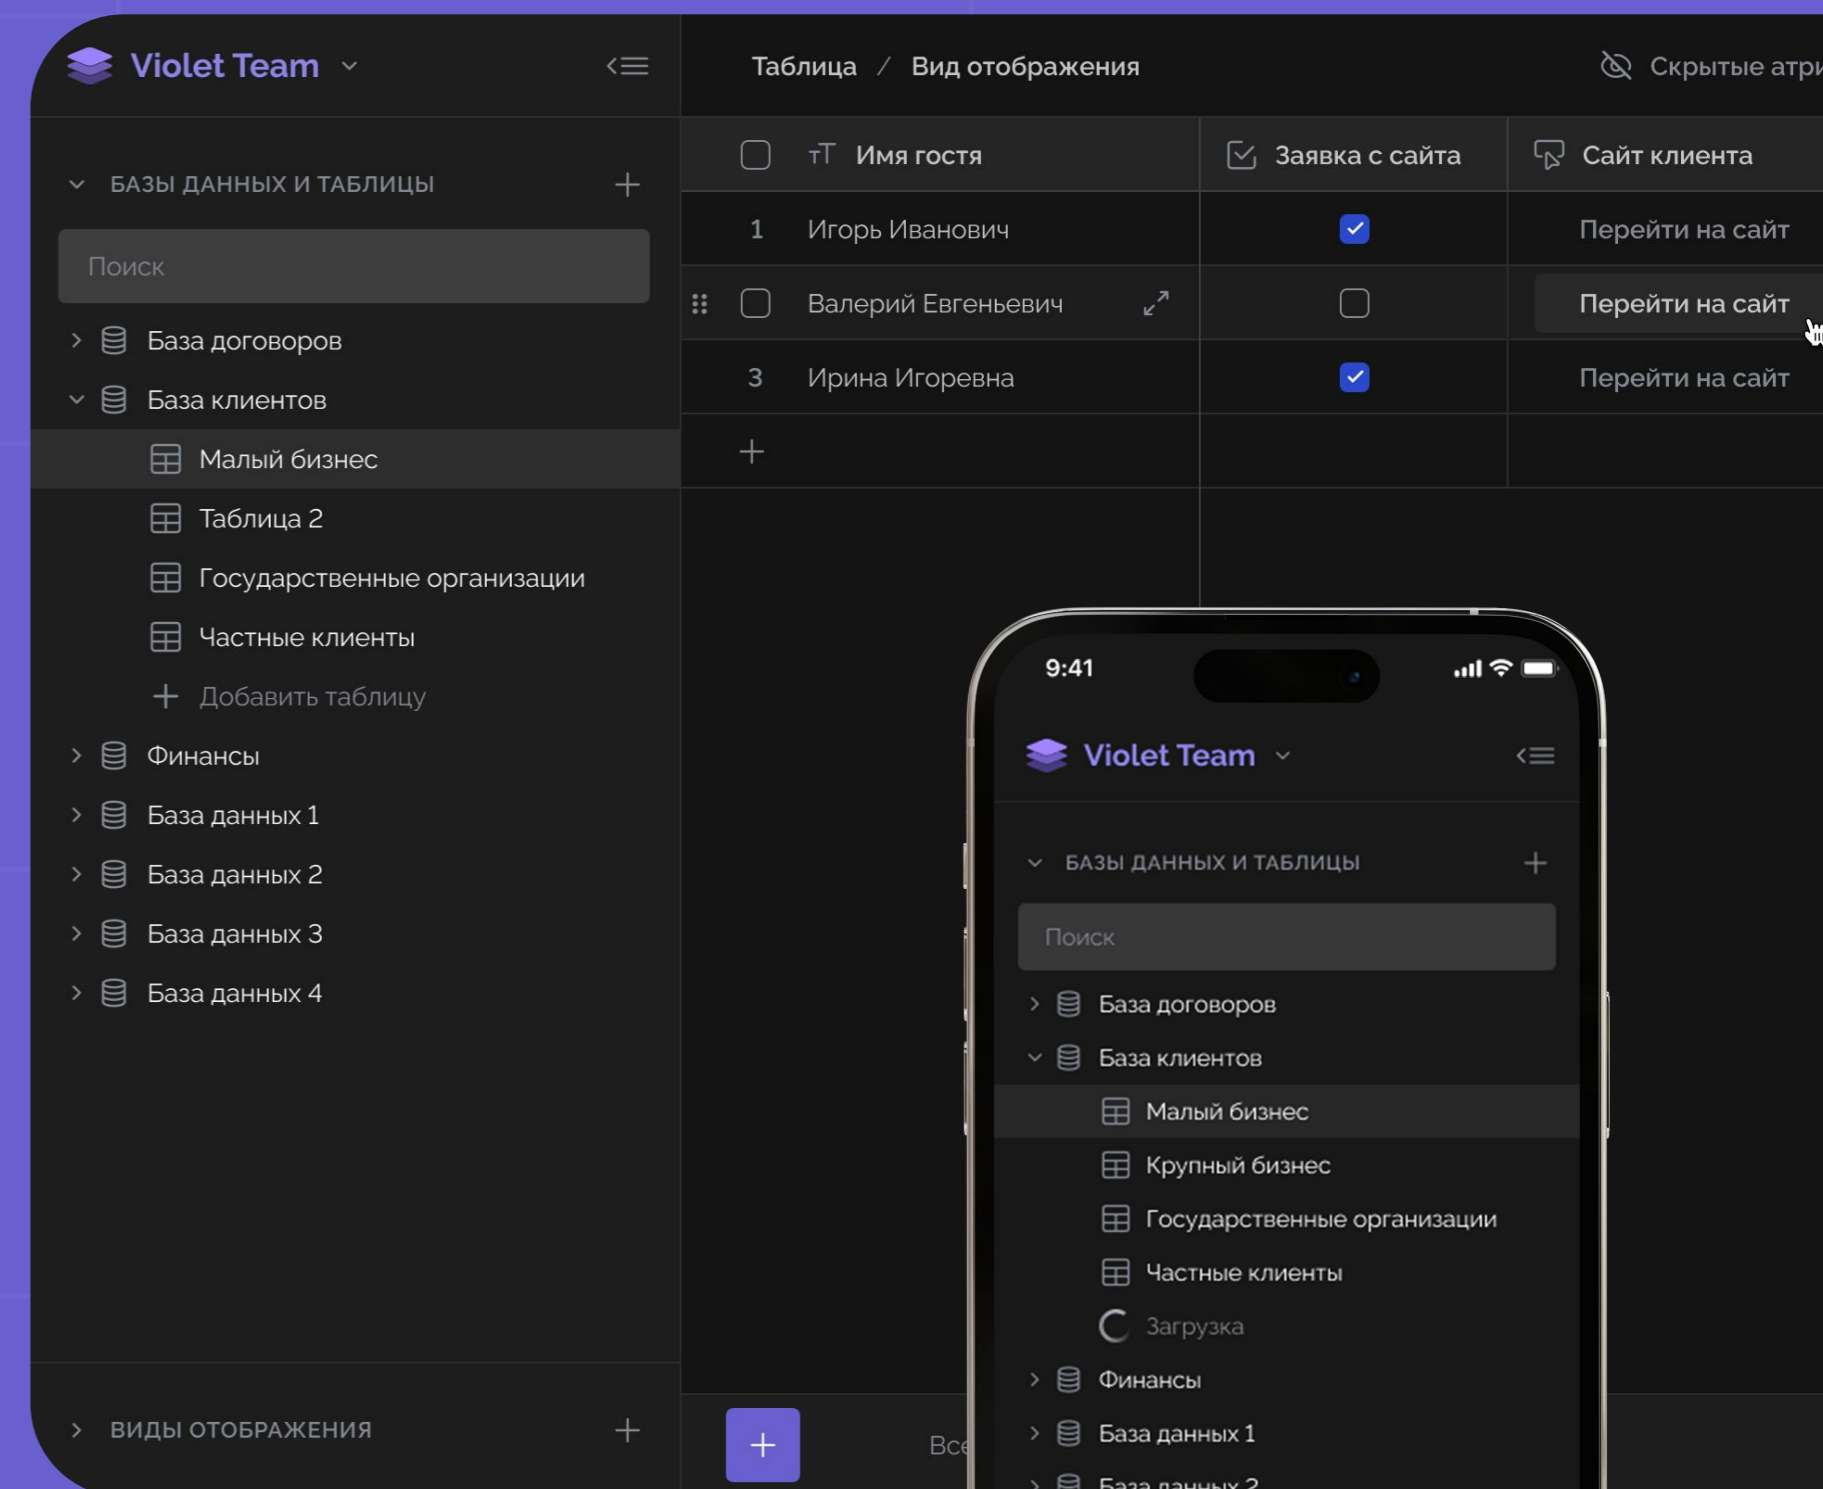 Violet Team
Таблица / Вид отображения
Скрытые
БАЗЫ ДАННЫХ И ТАБЛИЦЫ
Поиск
База договоров
База клиентов
Малый бизнес
Таблица 2
Государственные организации
Частные клиенты
Добавить таблицу
Финансы
База данных 1
База данных 2
База данных 3
База данных 4
ВИДЫ ОТОБРАЖЕНИЯ
Имя гостя Заявка с сайта Сайт клиента
1 Игорь Иванович Перейти на сайт
Валерий Евгеньевич Перейти на сайт
3 Ирина Игоревна Перейти на сайт
9:41
Violet Team
БАЗЫ ДАННЫХ И ТАБЛИЦЫ
Поиск
База договоров
База клиентов
Малый бизнес
Крупный бизнес
Государственные организации
Частные клиенты
Загрузка
Финансы
База данных 1
База данных 2